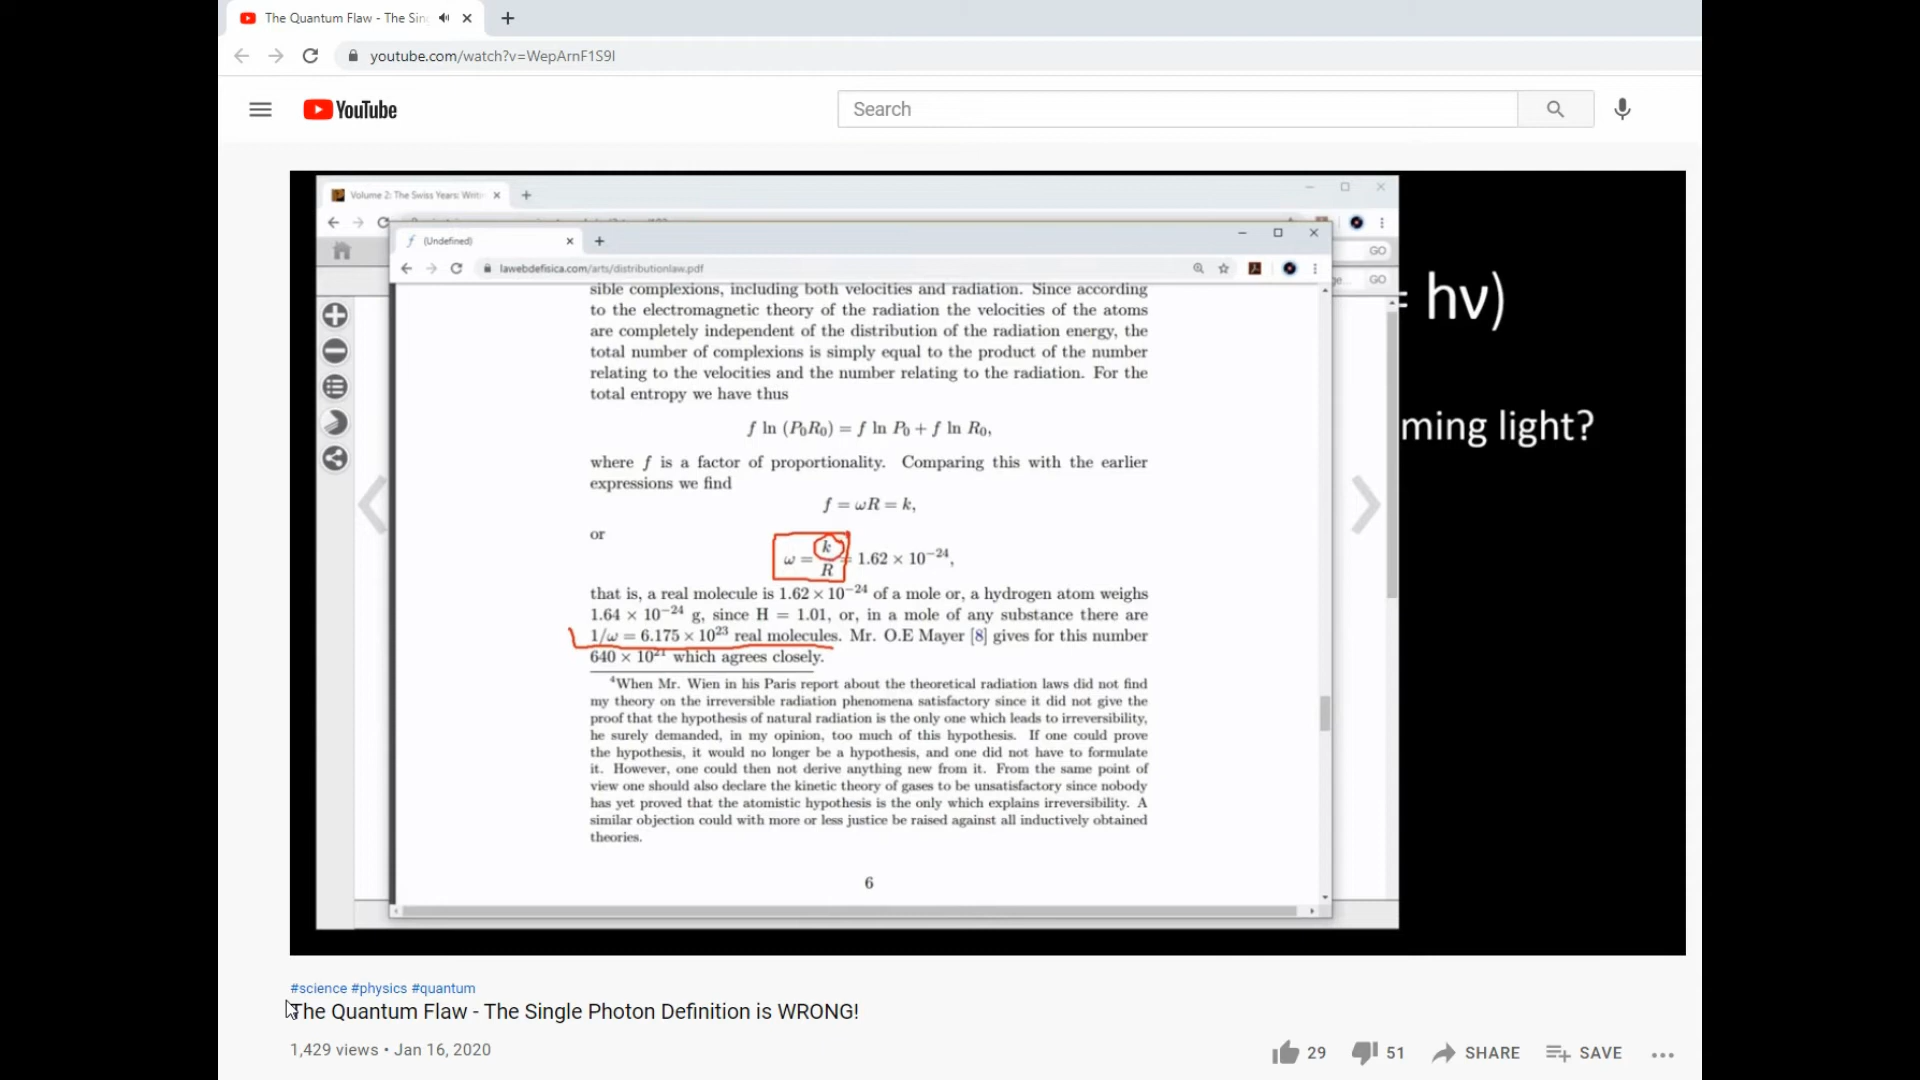 The Quantum Flaw - The Sin
youtube.com/watch?v=WepArnF1S9I
YouTube
Search
Volume 2: The Swiss Years: Writi
GO
(Undefined)
lawebdefisica.com/arts/distributionlaw.pdf
GO
sible complexions, including both velocities and radiation. Since according
to the electromagnetic theory of the radiation the velocities of the atoms
are completely independent of the distribution of the radiation energy, the
total number of complexions is simply equal to the product of the number
relating to the velocities and the number relating to the radiation. For the
total entropy we have thus
f ln (P₀R₀) = f ln P₀ + f ln R₀,
where f is a factor of proportionality. Comparing this with the earlier
expressions we find
f = ωR = k,
or
ω = k/R = 1.62 × 10⁻²⁴,
that is, a real molecule is 1.62 × 10⁻²⁴ of a mole or, a hydrogen atom weighs
1.64 × 10⁻²⁴ g, since H = 1.01, or, in a mole of any substance there are
1/ω = 6.175 × 10²³ real molecules. Mr. O.E Mayer [8] gives for this number
640 × 10²¹ which agrees closely.
⁴When Mr. Wien in his Paris report about the theoretical radiation laws did not find
my theory on the irreversible radiation phenomena satisfactory since it did not give the
proof that the hypothesis of natural radiation is the only one which leads to irreversibility,
he surely demanded, in my opinion, too much of this hypothesis. If one could prove
the hypothesis, it would no longer be a hypothesis, and one did not have to formulate
it. However, one could then not derive anything new from it. From the same point of
view one should also declare the kinetic theory of gases to be unsatisfactory since nobody
has yet proved that the atomistic hypothesis is the only which explains irreversibility. A
similar objection could with more or less justice be raised against all inductively obtained
theories.
6
= hν)
ming light?
#science #physics #quantum
The Quantum Flaw - The Single Photon Definition is WRONG!
1,429 views • Jan 16, 2020
29 51 SHARE SAVE